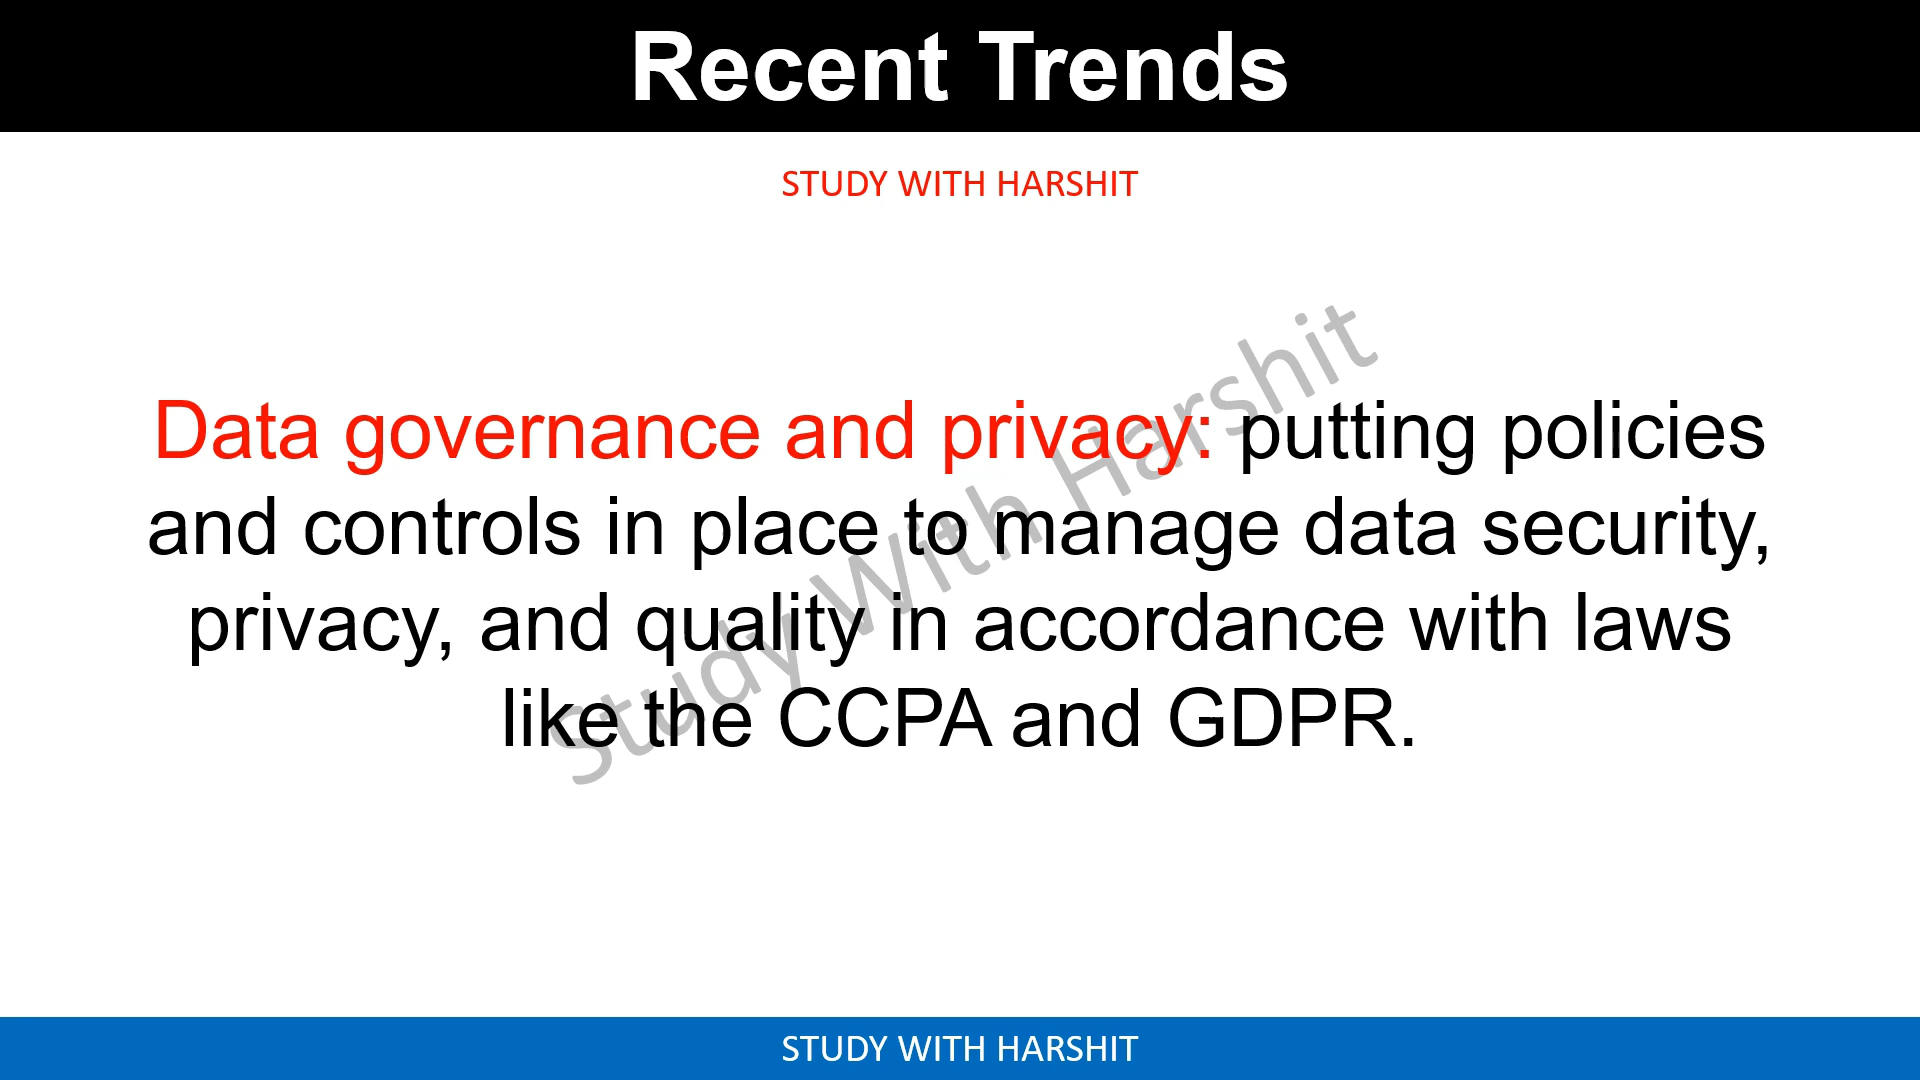 Recent Trends
STUDY WITH HARSHIT
Data governance and privacy: putting policies
and controls in place to manage data security,
privacy, and quality in accordance with laws
like the CCPA and GDPR.
Study With Harshit
STUDY WITH HARSHIT